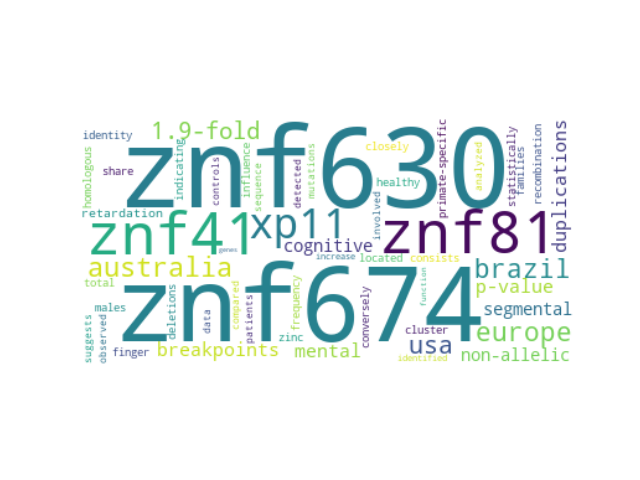 znf630
znf674
znf41
znf81
xp11
1.9-fold
australia
brazil
europe
usa
cognitive
duplications
p-value
segmental
non-allelic
breakpoints
mental
retardation
identity
share
homologous
indicating
controls
influence
sequence
detected
mutations
closely
healthy
involved
primate-specific
analyzed
statistically
families
recombination
genes
increase
located
consists
total
males
suggests
observed
finger
deletions
data
compared
patients
zinc
frequency
conversely
cluster
function
identified